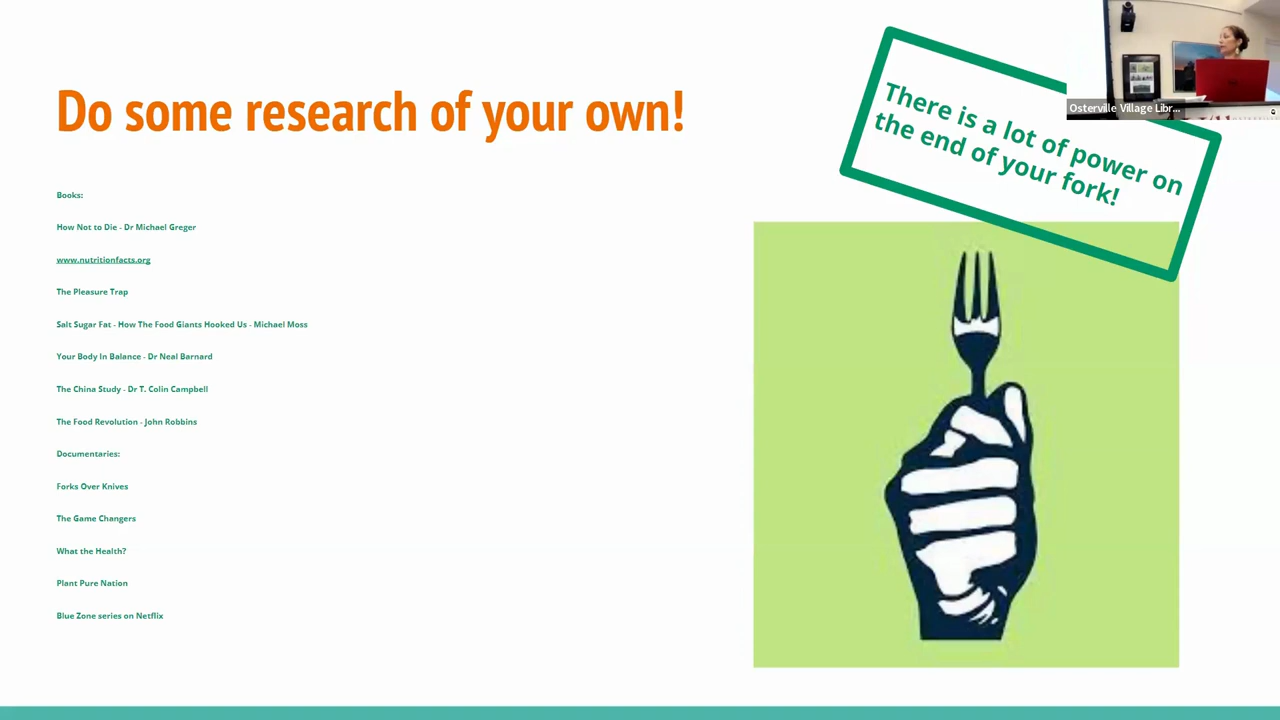 Do some research of your own!
There is a lot of power on
the end of your fork!
Osterville Village Libr...
Books:
How Not to Die - Dr Michael Greger
www.nutritionfacts.org
The Pleasure Trap
Salt Sugar Fat - How The Food Giants Hooked Us - Michael Moss
Your Body In Balance - Dr Neal Barnard
The China Study - Dr T. Colin Campbell
The Food Revolution - John Robbins
Documentaries:
Forks Over Knives
The Game Changers
What the Health?
Plant Pure Nation
Blue Zone series on Netflix